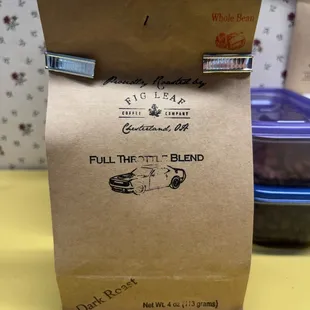 Whole Bean
Proudly Roasted by
FIG LEAF
COFFEE COMPANY
Chesterland, OH
FULL THROTTLE BLEND
Dark Roast
Net WT. 4 oz (113 grams)